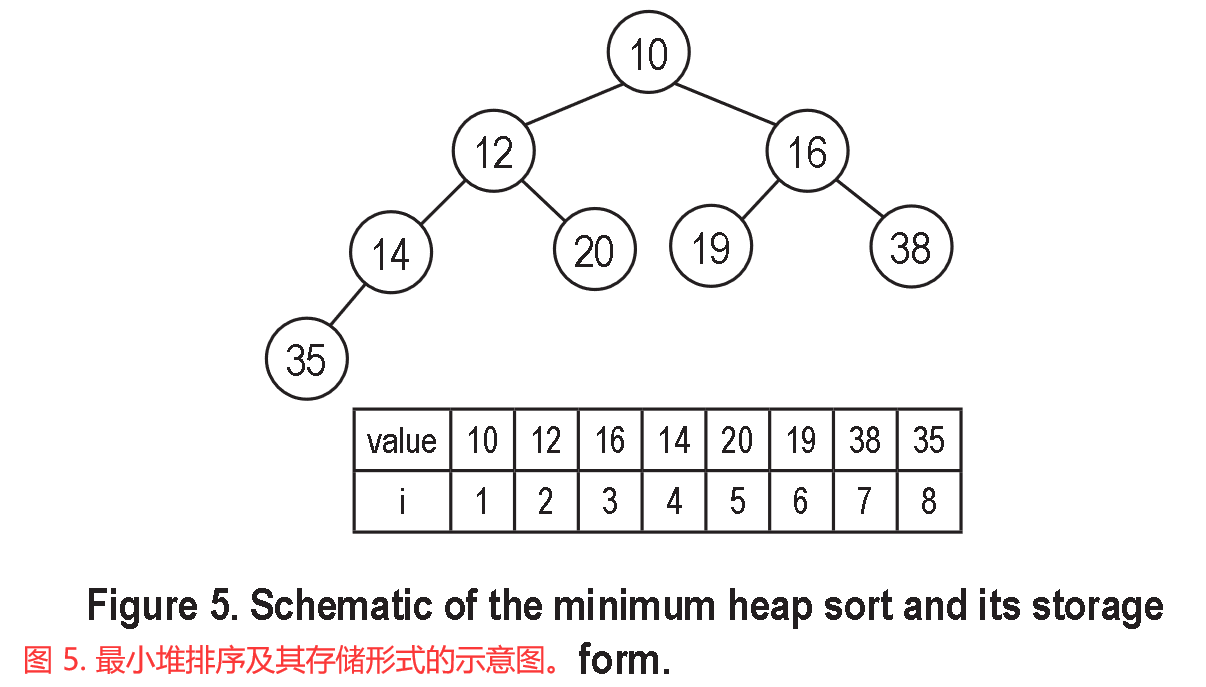 10
12 16
14 20 19 38
35
value 10 12 16 14 20 19 38 35
i 1 2 3 4 5 6 7 8
Figure 5. Schematic of the minimum heap sort and its storage
form.
图 5. 最小堆排序及其存储形式的示意图。